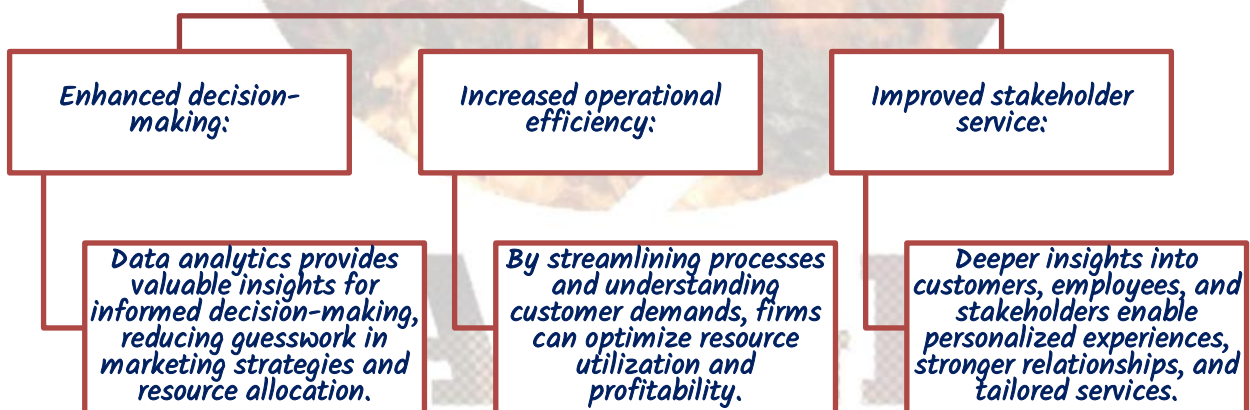 Enhanced decision-
making:
Increased operational
efficiency:
Improved stakeholder
service:
Data analytics provides
valuable insights for
informed decision-making,
reducing guesswork in
marketing strategies and
resource allocation.
By streamlining processes
and understanding
customer demands, firms
can optimize resource
utilization and
profitability.
Deeper insights into
customers, employees, and
stakeholders enable
personalized experiences,
stronger relationships, and
tailored services.